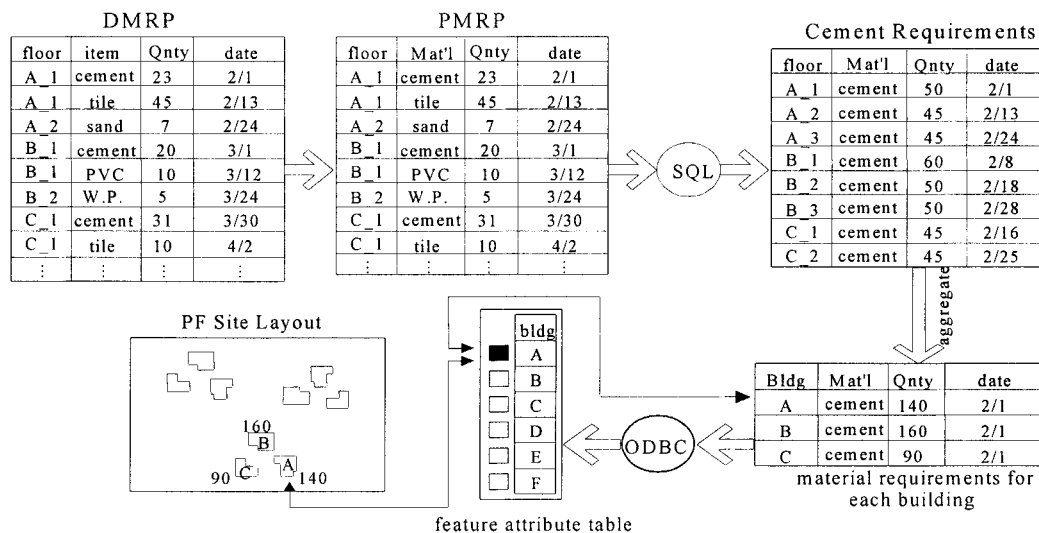 DMRP
floor item Qnty date
A_1 cement 23 2/1
A_1 tile 45 2/13
A_2 sand 7 2/24
B_1 cement 20 3/1
B_1 PVC 10 3/12
B_2 W.P. 5 3/24
C_1 cement 31 3/30
C_1 tile 10 4/2
⋮ ⋮ ⋮ ⋮
PMRP
floor Mat'l Qnty date
A_1 cement 23 2/1
A_1 tile 45 2/13
A_2 sand 7 2/24
B_1 cement 20 3/1
B_1 PVC 10 3/12
B_2 W.P. 5 3/24
C_1 cement 31 3/30
C_1 tile 10 4/2
⋮ ⋮ ⋮ ⋮
SQL
Cement Requirements
floor Mat'l Qnty date
A_1 cement 50 2/1
A_2 cement 45 2/13
A_3 cement 45 2/24
B_1 cement 60 2/8
B_2 cement 50 2/18
B_3 cement 50 2/28
C_1 cement 45 2/16
C_2 cement 45 2/25
aggregate
PF Site Layout
160
B
A
C
90
140
bldg
A
B
C
D
E
F
feature attribute table
ODBC
Bldg Mat'l Qnty date
A cement 140 2/1
B cement 160 2/1
C cement 90 2/1
material requirements for
each building